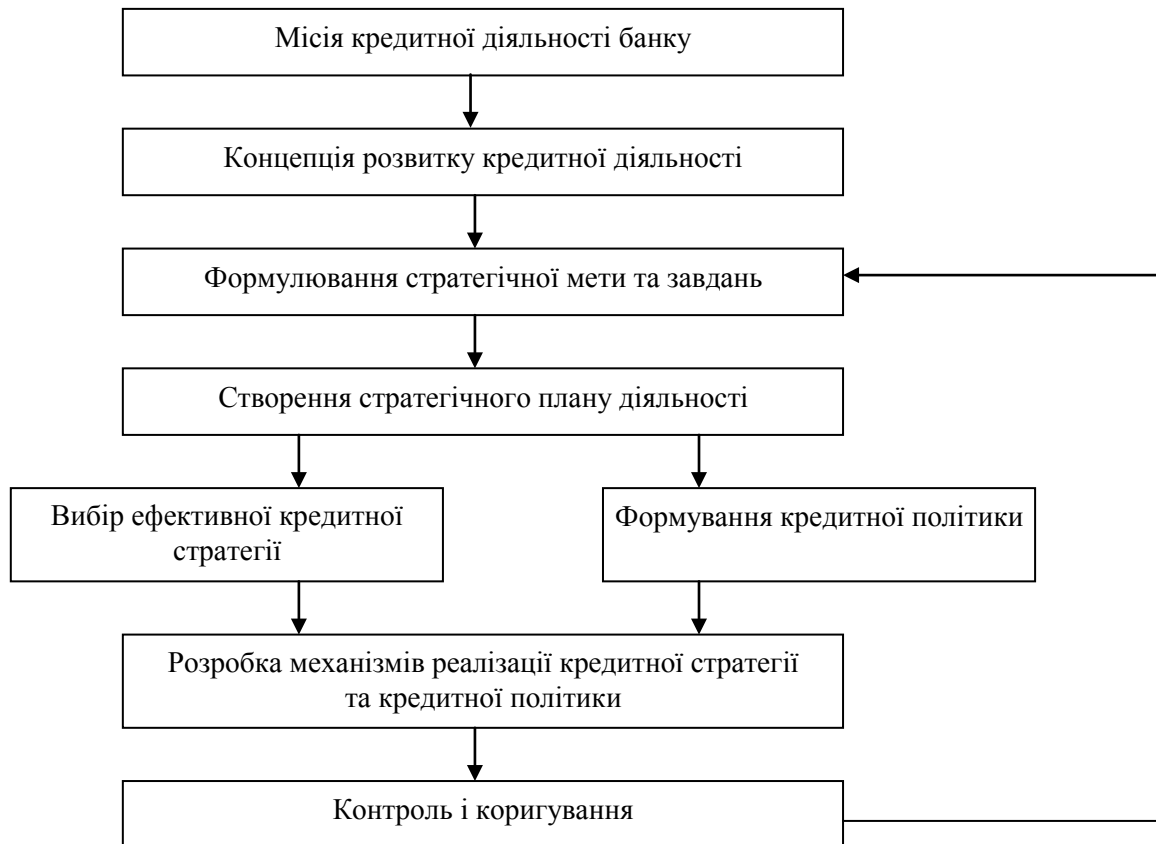 Місія кредитної діяльності банку
Концепція розвитку кредитної діяльності
Формулювання стратегічної мети та завдань
Створення стратегічного плану діяльності
Вибір ефективної кредитної
стратегії
Формування кредитної політики
Розробка механізмів реалізації кредитної стратегії
та кредитної політики
Контроль і коригування